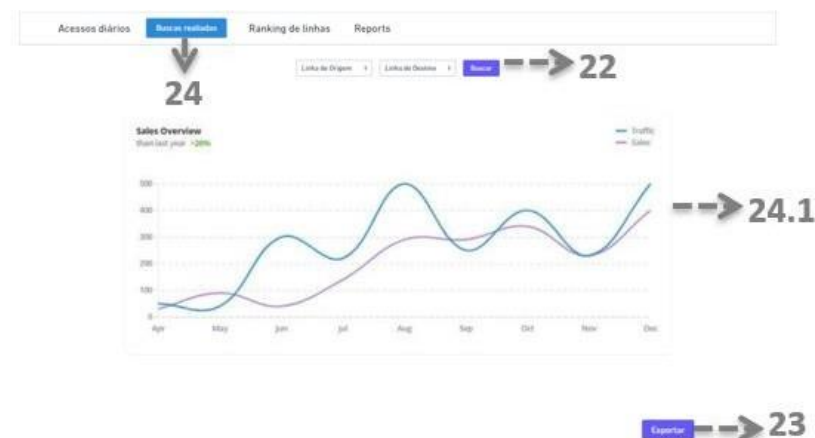 Acessos diários Buscas realizadas Ranking de linhas Reports
Linha de Origem Linha de Destino Buscar 22
24
Sales Overview
than last year +20%
Traffic
Sales
500
400
300
200
100
0
24.1
Apr May Jun Jul Aug Sep Oct Nov Dec
Exportar 23